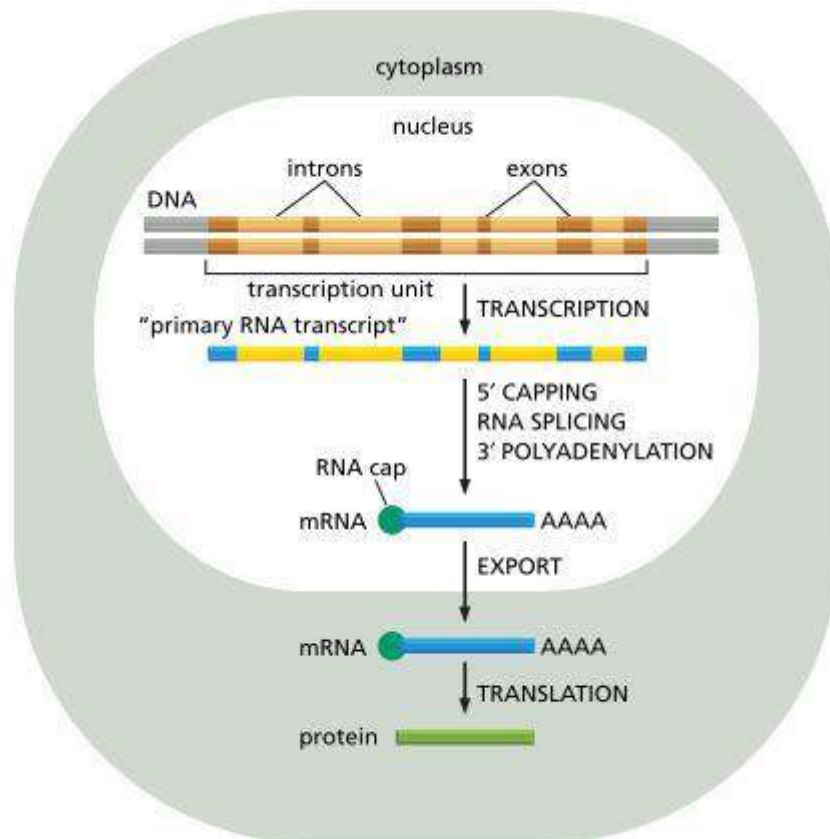 cytoplasm
nucleus
introns
exons
DNA
transcription unit
TRANSCRIPTION
“primary RNA transcript”
5′ CAPPING
RNA SPLICING
3′ POLYADENYLATION
RNA cap
mRNA
AAAA
EXPORT
mRNA
AAAA
TRANSLATION
protein